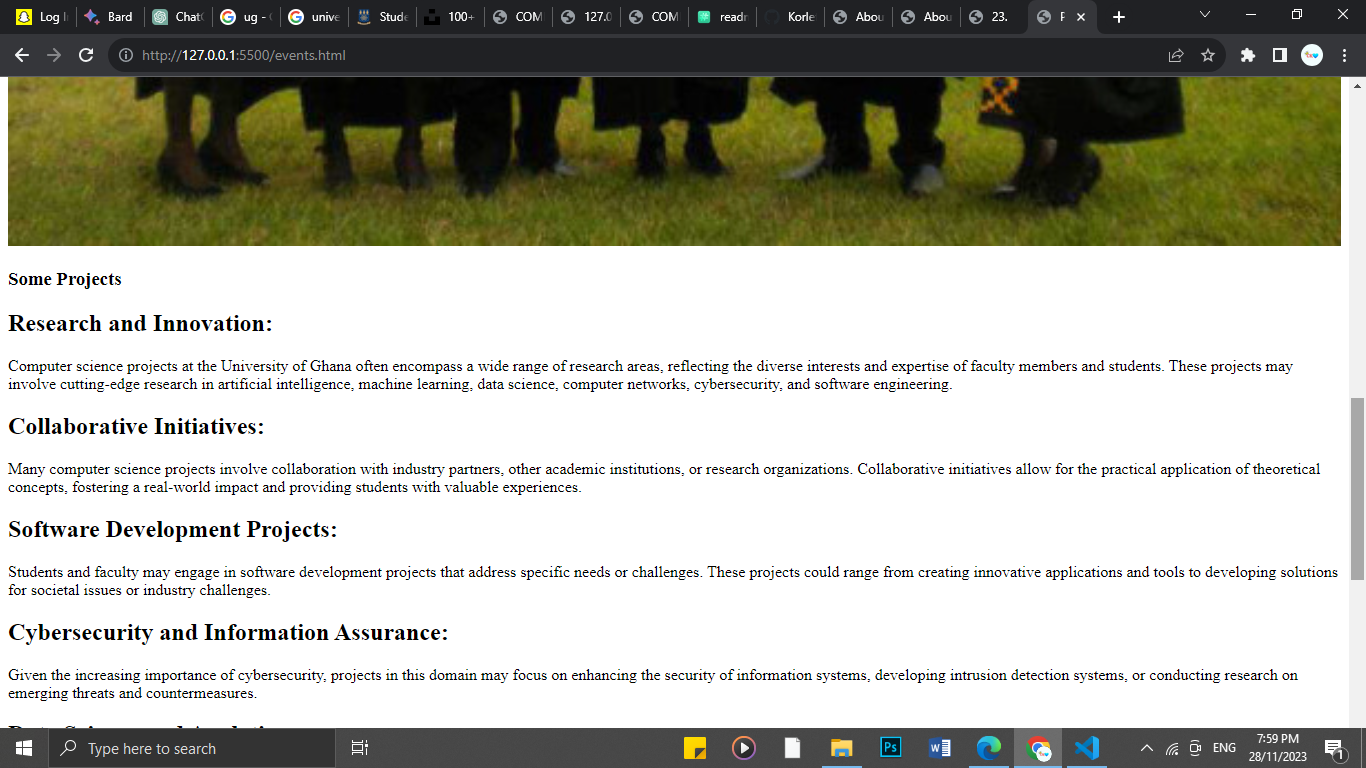 Log I
Bard
Chat
ug -
unive
Stude
100+
COM
127.0
COM
readr
Korle
Abou
Abou
23.
http://127.0.0.1:5500/events.html
Some Projects
Research and Innovation:
Computer science projects at the University of Ghana often encompass a wide range of research areas, reflecting the diverse interests and expertise of faculty members and students. These projects may
involve cutting-edge research in artificial intelligence, machine learning, data science, computer networks, cybersecurity, and software engineering.
Collaborative Initiatives:
Many computer science projects involve collaboration with industry partners, other academic institutions, or research organizations. Collaborative initiatives allow for the practical application of theoretical
concepts, fostering a real-world impact and providing students with valuable experiences.
Software Development Projects:
Students and faculty may engage in software development projects that address specific needs or challenges. These projects could range from creating innovative applications and tools to developing solutions
for societal issues or industry challenges.
Cybersecurity and Information Assurance:
Given the increasing importance of cybersecurity, projects in this domain may focus on enhancing the security of information systems, developing intrusion detection systems, or conducting research on
emerging threats and countermeasures.
Type here to search
Ps
W
ENG
7:59 PM
28/11/2023
1